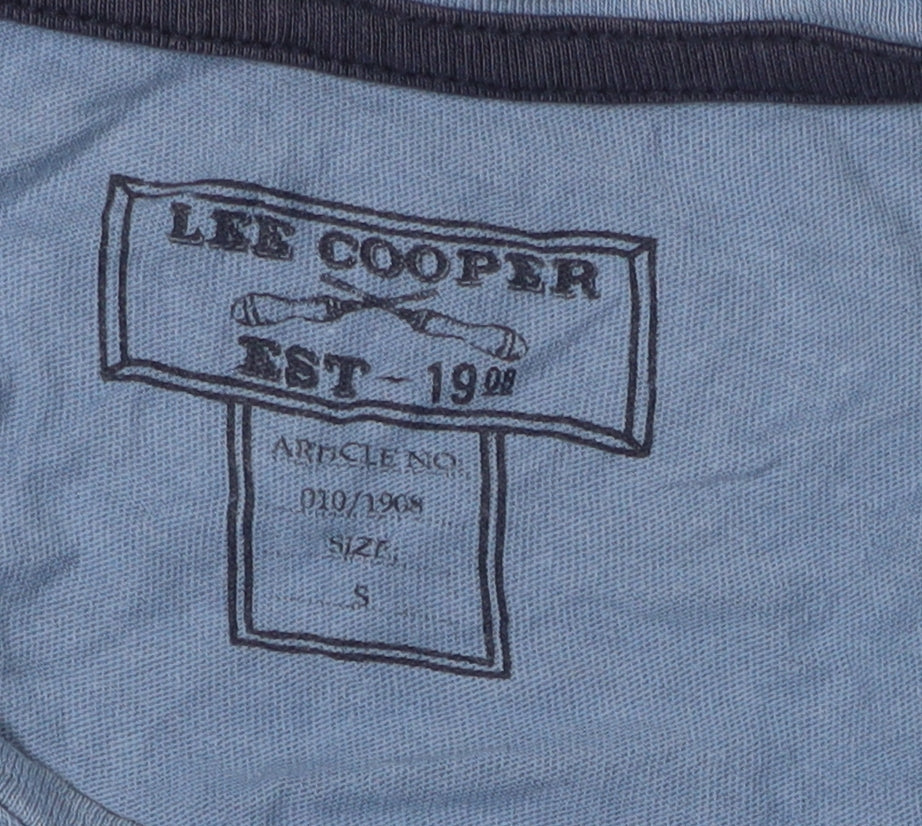 LEE COOPER
EST - 1908
ARTICLE NO.
010/1908
SIZE.
S